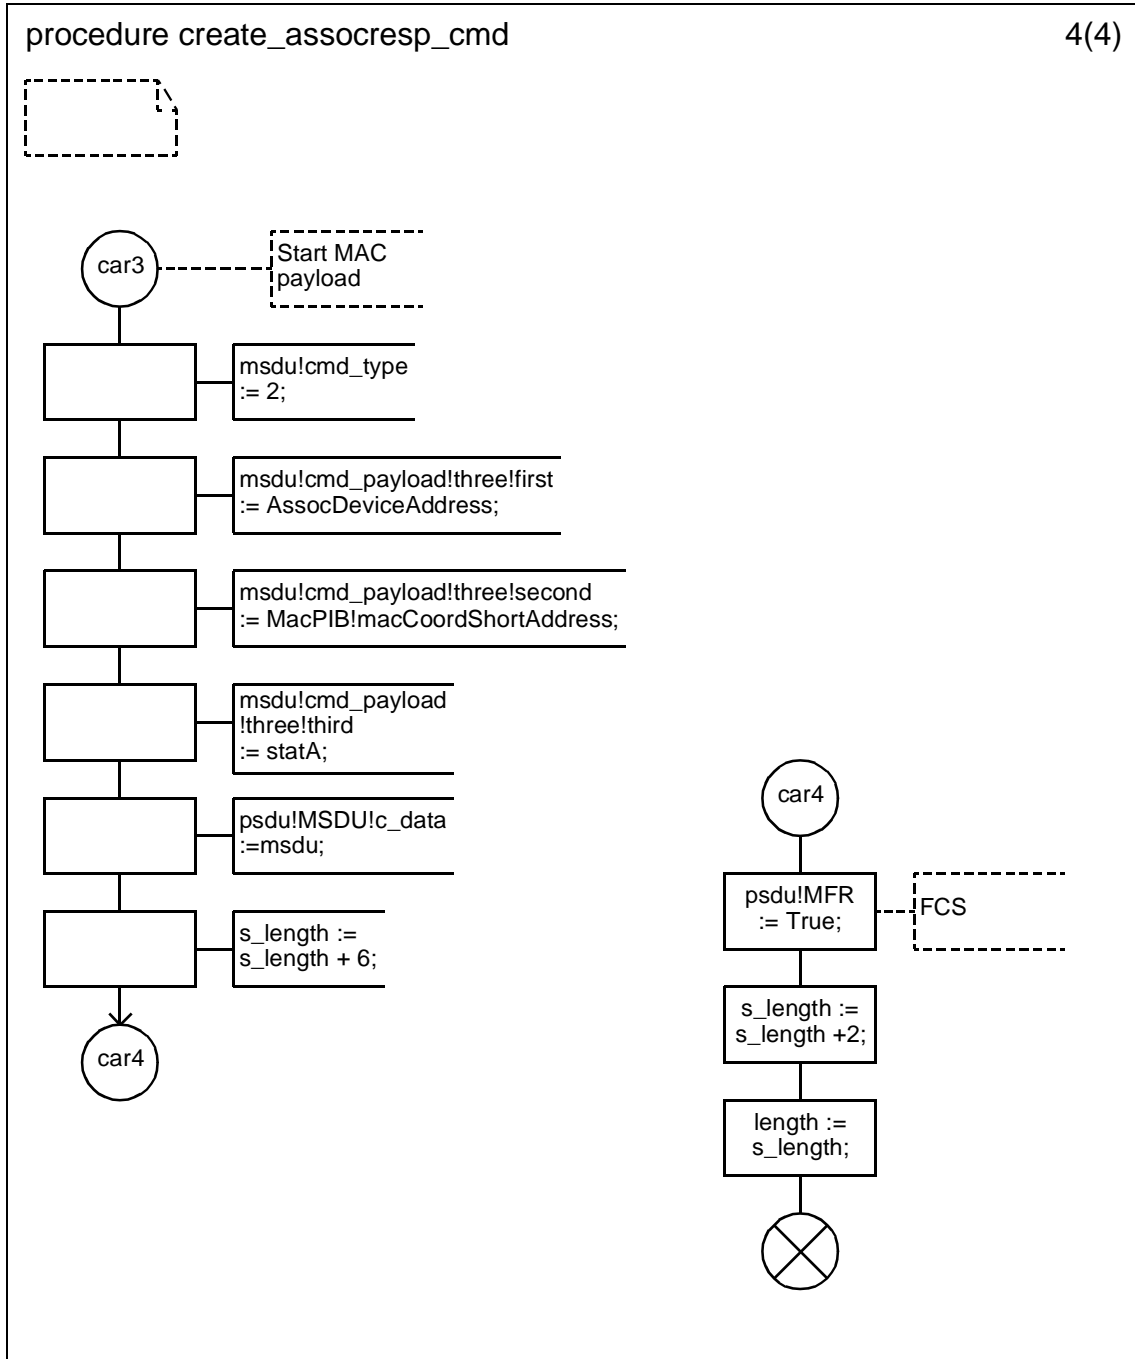 procedure create_assocresp_cmd
4(4)
car3
Start MAC
payload
msdu!cmd_type
:= 2;
msdu!cmd_payload!three!first
:= AssocDeviceAddress;
msdu!cmd_payload!three!second
:= MacPIB!macCoordShortAddress;
msdu!cmd_payload
!three!third
:= statA;
psdu!MSDU!c_data
:=msdu;
s_length :=
s_length + 6;
car4
car4
psdu!MFR
:= True;
FCS
s_length :=
s_length +2;
length :=
s_length;